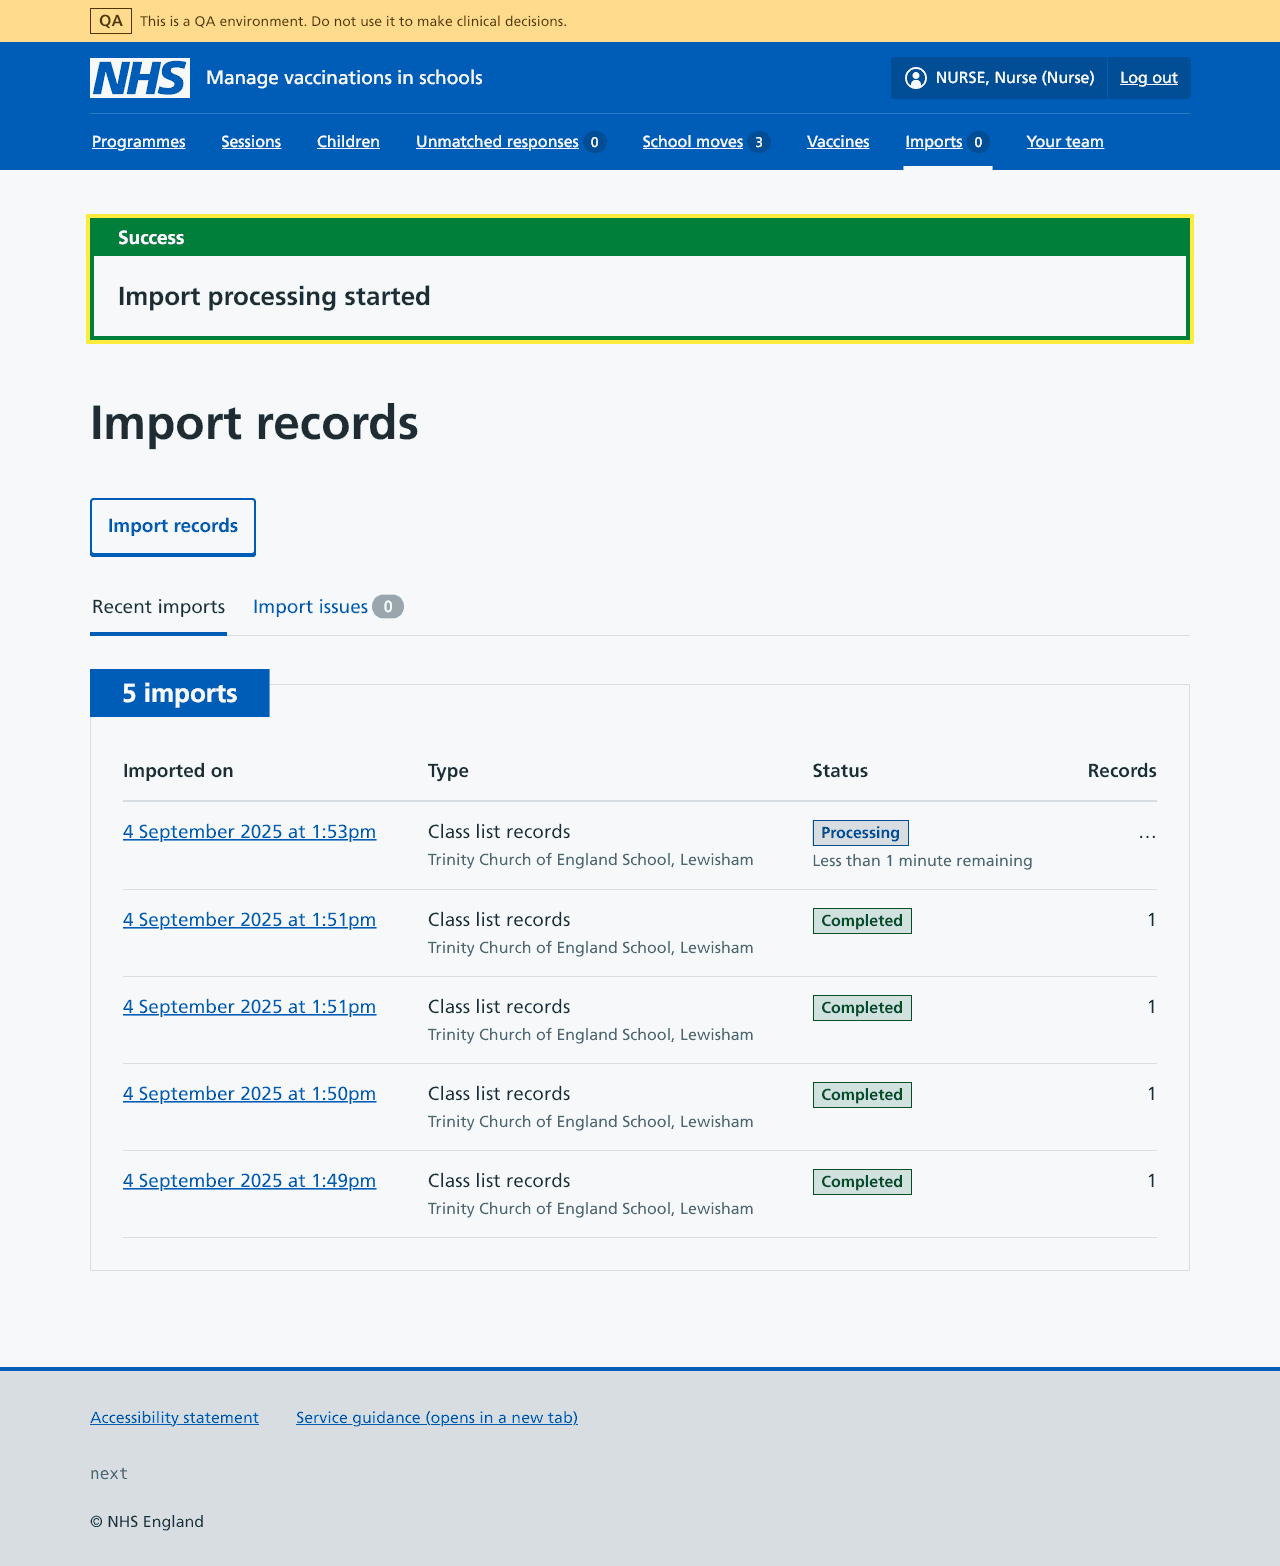 QA This is a QA environment. Do not use it to make clinical decisions.
NHS Manage vaccinations in schools NURSE, Nurse (Nurse) Log out
Programmes Sessions Children Unmatched responses 0 School moves 3 Vaccines Imports 0 Your team
Success
Import processing started
Import records
Import records
Recent imports Import issues 0
5 imports
Imported on Type Status Records
4 September 2025 at 1:53pm Class list records Processing ...
Trinity Church of England School, Lewisham Less than 1 minute remaining
4 September 2025 at 1:51pm Class list records Completed 1
Trinity Church of England School, Lewisham
4 September 2025 at 1:51pm Class list records Completed 1
Trinity Church of England School, Lewisham
4 September 2025 at 1:50pm Class list records Completed 1
Trinity Church of England School, Lewisham
4 September 2025 at 1:49pm Class list records Completed 1
Trinity Church of England School, Lewisham
Accessibility statement Service guidance (opens in a new tab)
next
© NHS England